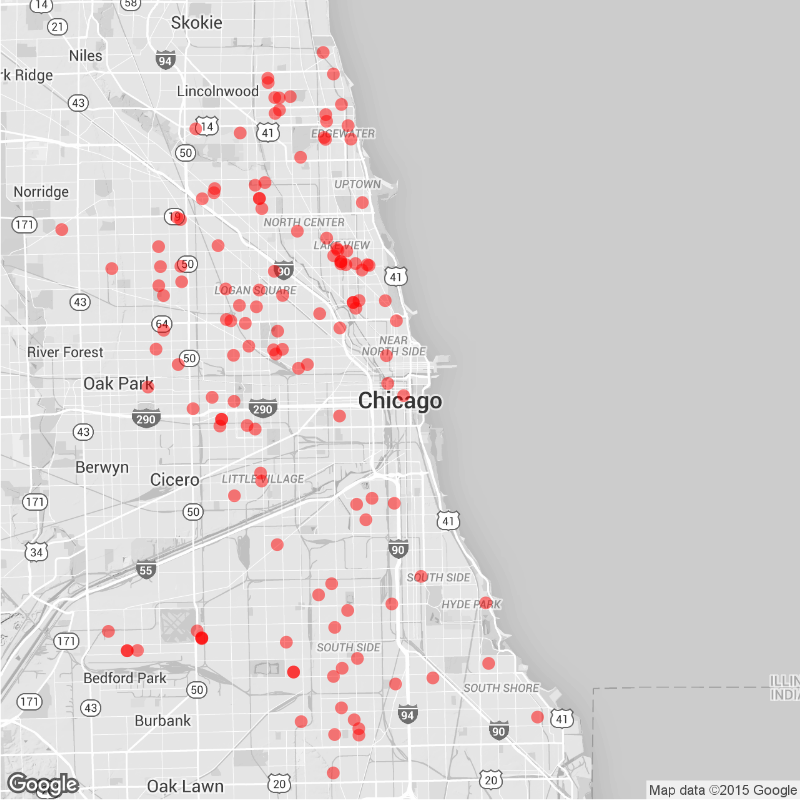 14
58
Skokie
21
Niles
94
rk Ridge
Lincolnwood
43
14
41
EDGEWATER
50
Norridge
UPTOWN
171
19
NORTH CENTER
LAKE VIEW
50
90
41
LOGAN SQUARE
43
64
NEAR
NORTH SIDE
River Forest
50
Oak Park
Chicago
290
290
43
Berwyn
Cicero
LITTLE VILLAGE
171
50
41
34
90
55
SOUTH SIDE
HYDE PARK
171
SOUTH SIDE
Bedford Park
50
SOUTH SHORE
ILLIN
INDIA
171
43
94
Burbank
41
90
Google
Oak Lawn
20
20
Map data ©2015 Google